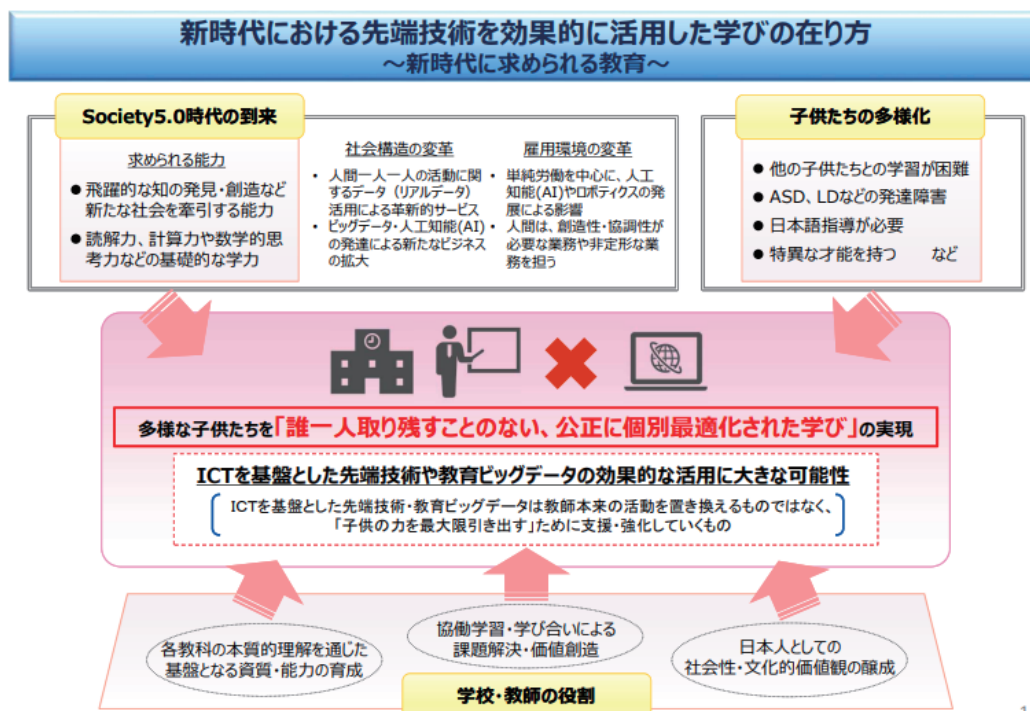 新時代における先端技術を効果的に活用した学びの在り方
~新時代に求められる教育~
Society5.0時代の到来
求められる能力
● 飛躍的な知の発見・創造など
新たな社会を牽引する能力
● 読解力、計算力や数学的思
考力などの基礎的な学力
社会構造の変革
・ 人間一人一人の活動に関
するデータ（リアルデータ）
活用による革新的サービス
・ ビッグデータ・人工知能(AI)
の発達による新たなビジネス
の拡大
雇用環境の変革
・ 単純労働を中心に、人工
知能(AI)やロボティクスの発
展による影響
・ 人間は、創造性・協調性が
必要な業務や非定形な業
務を担う
子供たちの多様化
● 他の子供たちとの学習が困難
● ASD、LDなどの発達障害
● 日本語指導が必要
● 特異な才能を持つ など
多様な子供たちを「誰一人取り残すことのない、公正に個別最適化された学び」の実現
ICTを基盤とした先端技術や教育ビッグデータの効果的な活用に大きな可能性
ICTを基盤とした先端技術・教育ビッグデータは教師本来の活動を置き換えるものではなく、
「子供の力を最大限引き出す」ために支援・強化していくもの
各教科の本質的理解を通じた
基盤となる資質・能力の育成
協働学習・学び合いによる
課題解決・価値創造
日本人としての
社会性・文化的価値観の醸成
学校・教師の役割
1